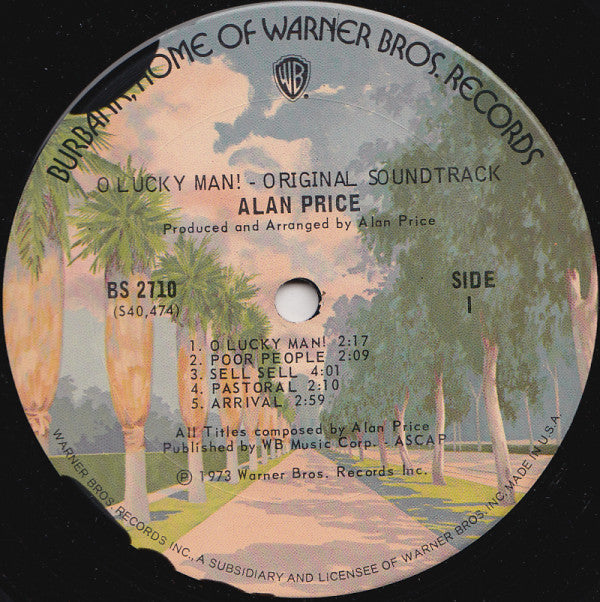 BURBANK, HOME OF WARNER BROS. RECORDS
WB
O LUCKY MAN! - ORIGINAL SOUNDTRACK
ALAN PRICE
Produced and Arranged by Alan Price
BS 2710
(S40,474)
SIDE
1
1. O LUCKY MAN! 2:17
2. POOR PEOPLE 2:09
3. SELL SELL 4:01
4. PASTORAL 2:10
5. ARRIVAL 2:59
All Titles composed by Alan Price
Published by WB Music Corp. - ASCAP
℗ 1973 Warner Bros. Records Inc.
WARNER BROS. RECORDS INC., A SUBSIDIARY AND LICENSEE OF WARNER BROS. INC. MADE IN U.S.A.